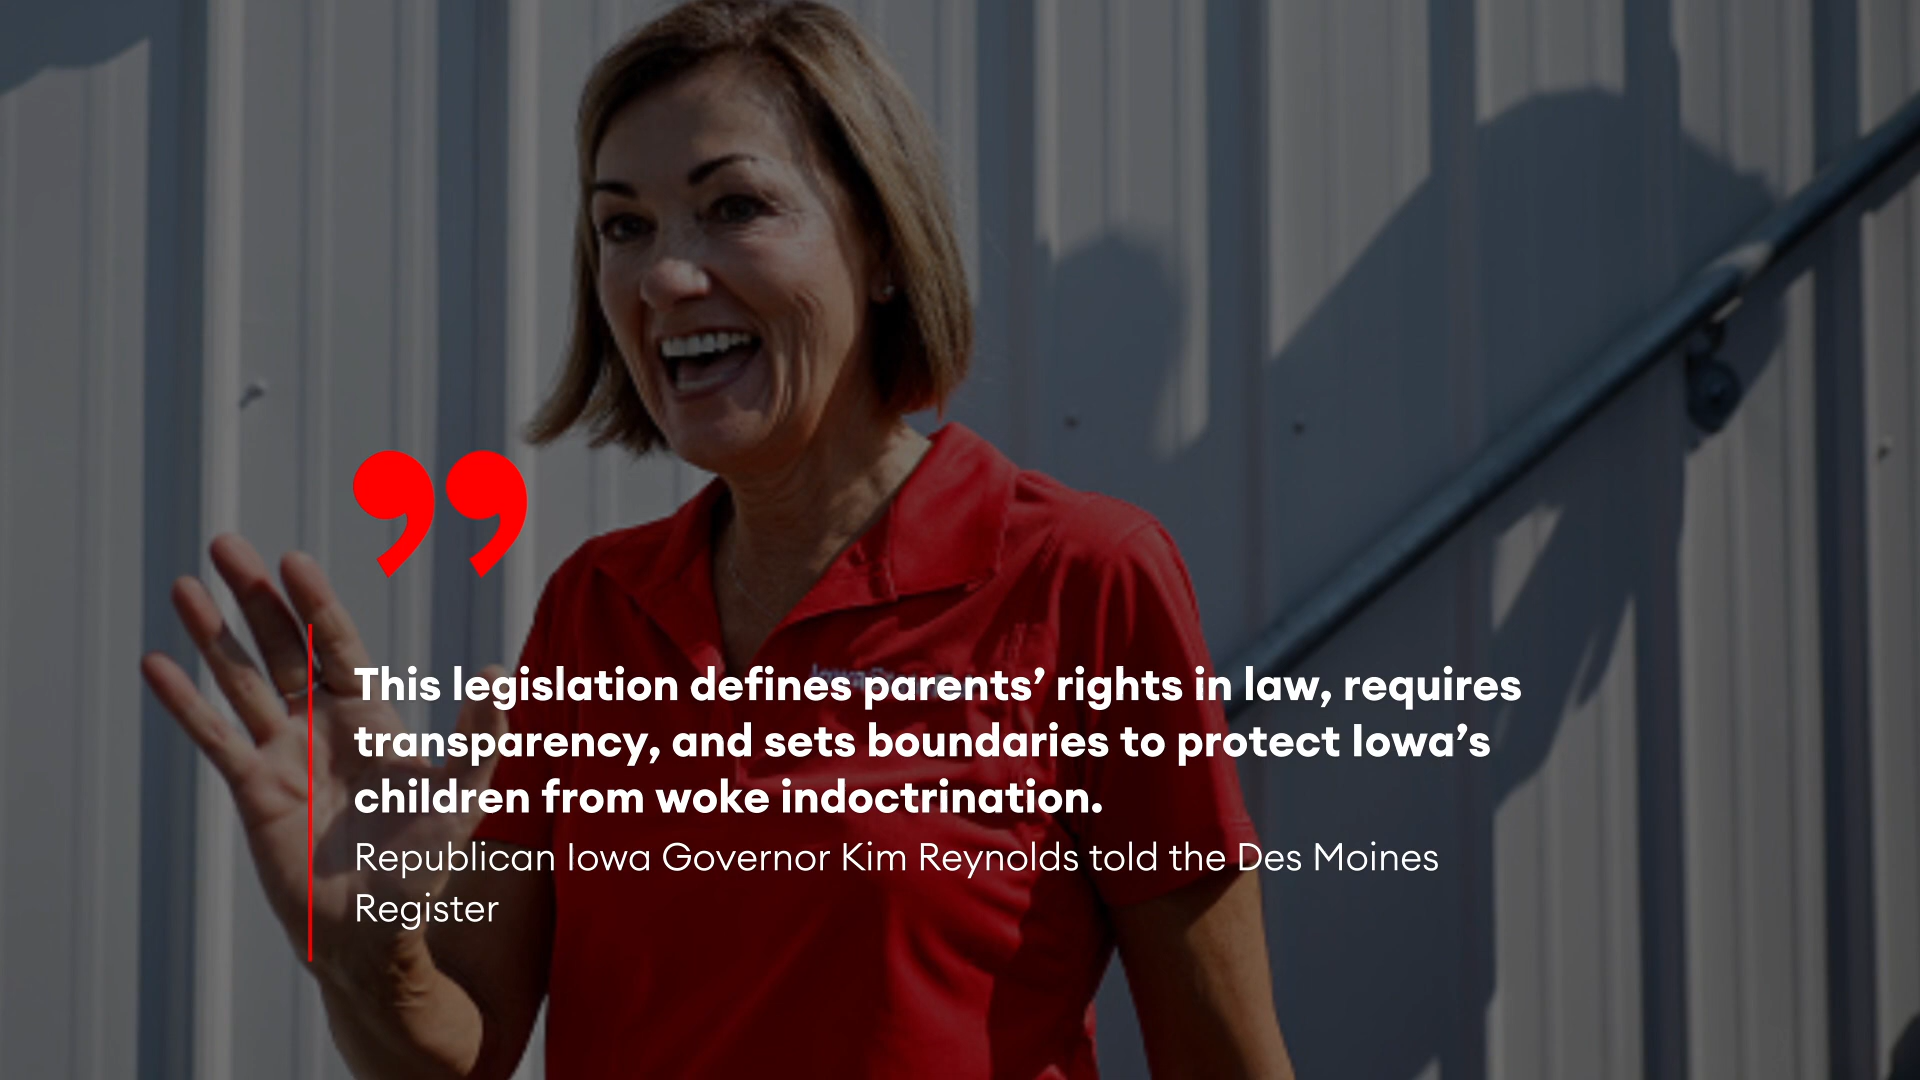 ”
This legislation defines parents’ rights in law, requires
transparency, and sets boundaries to protect Iowa’s
children from woke indoctrination.
Republican Iowa Governor Kim Reynolds told the Des Moines
Register